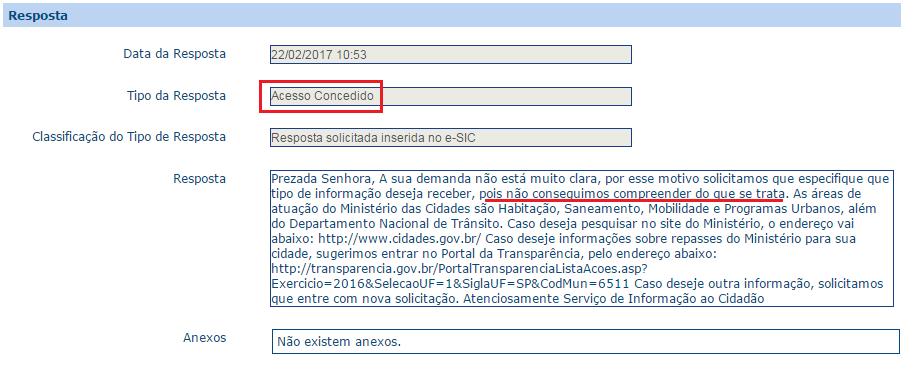 Resposta
Data da Resposta
22/02/2017 10:53
Tipo da Resposta
Acesso Concedido
Classificação do Tipo de Resposta
Resposta solicitada inserida no e-SIC
Resposta
Prezada Senhora, A sua demanda não está muito clara, por esse motivo solicitamos que especifique que
tipo de informação deseja receber, pois não conseguimos compreender do que se trata. As áreas de
atuação do Ministério das Cidades são Habitação, Saneamento, Mobilidade e Programas Urbanos, além
do Departamento Nacional de Trânsito. Caso deseja pesquisar no site do Ministério, o endereço vai
abaixo: http://www.cidades.gov.br/ Caso deseje informações sobre repasses do Ministério para sua
cidade, sugerimos entrar no Portal da Transparência, pelo endereço abaixo:
http://transparencia.gov.br/PortalTransparenciaListaAcoes.asp?
Exercicio=2016&SelecaoUF=1&SiglaUF=SP&CodMun=6511 Caso deseje outra informação, solicitamos
que entre com nova solicitação. Atenciosamente Serviço de Informação ao Cidadão
Anexos
Não existem anexos.